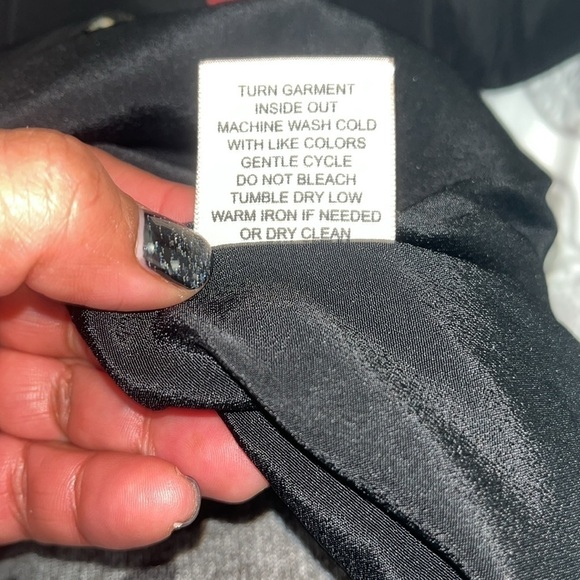 TURN GARMENT
INSIDE OUT
MACHINE WASH COLD
WITH LIKE COLORS
GENTLE CYCLE
DO NOT BLEACH
TUMBLE DRY LOW
WARM IRON IF NEEDED
OR DRY CLEAN